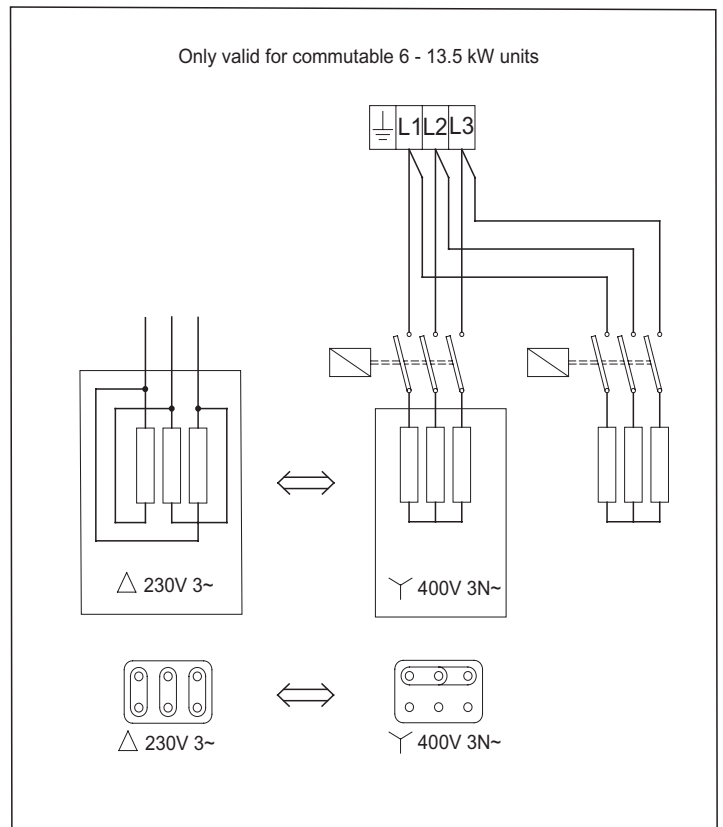 Only valid for commutable 6 - 13.5 kW units
L1 L2 L3
230V 3~
400V 3N~
230V 3~
400V 3N~